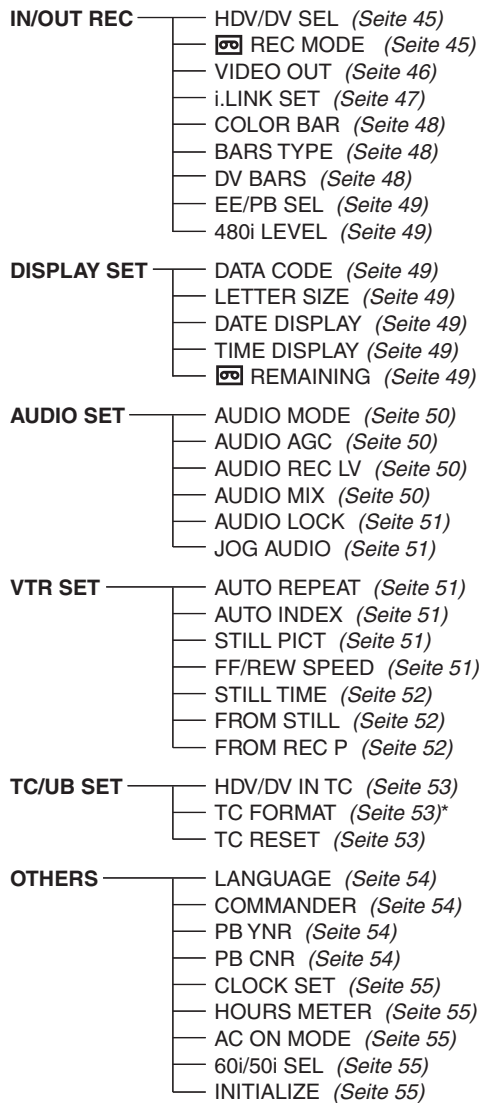 IN/OUT REC HDV/DV SEL (Seite 45)
REC MODE (Seite 45)
VIDEO OUT (Seite 46)
i.LINK SET (Seite 47)
COLOR BAR (Seite 48)
BARS TYPE (Seite 48)
DV BARS (Seite 48)
EE/PB SEL (Seite 49)
480i LEVEL (Seite 49)
DISPLAY SET DATA CODE (Seite 49)
LETTER SIZE (Seite 49)
DATE DISPLAY (Seite 49)
TIME DISPLAY (Seite 49)
REMAINING (Seite 49)
AUDIO SET AUDIO MODE (Seite 50)
AUDIO AGC (Seite 50)
AUDIO REC LV (Seite 50)
AUDIO MIX (Seite 50)
AUDIO LOCK (Seite 51)
JOG AUDIO (Seite 51)
VTR SET AUTO REPEAT (Seite 51)
AUTO INDEX (Seite 51)
STILL PICT (Seite 51)
FF/REW SPEED (Seite 51)
STILL TIME (Seite 52)
FROM STILL (Seite 52)
FROM REC P (Seite 52)
TC/UB SET HDV/DV IN TC (Seite 53)
TC FORMAT (Seite 53)*
TC RESET (Seite 53)
OTHERS LANGUAGE (Seite 54)
COMMANDER (Seite 54)
PB YNR (Seite 54)
PB CNR (Seite 54)
CLOCK SET (Seite 55)
HOURS METER (Seite 55)
AC ON MODE (Seite 55)
60i/50i SEL (Seite 55)
INITIALIZE (Seite 55)